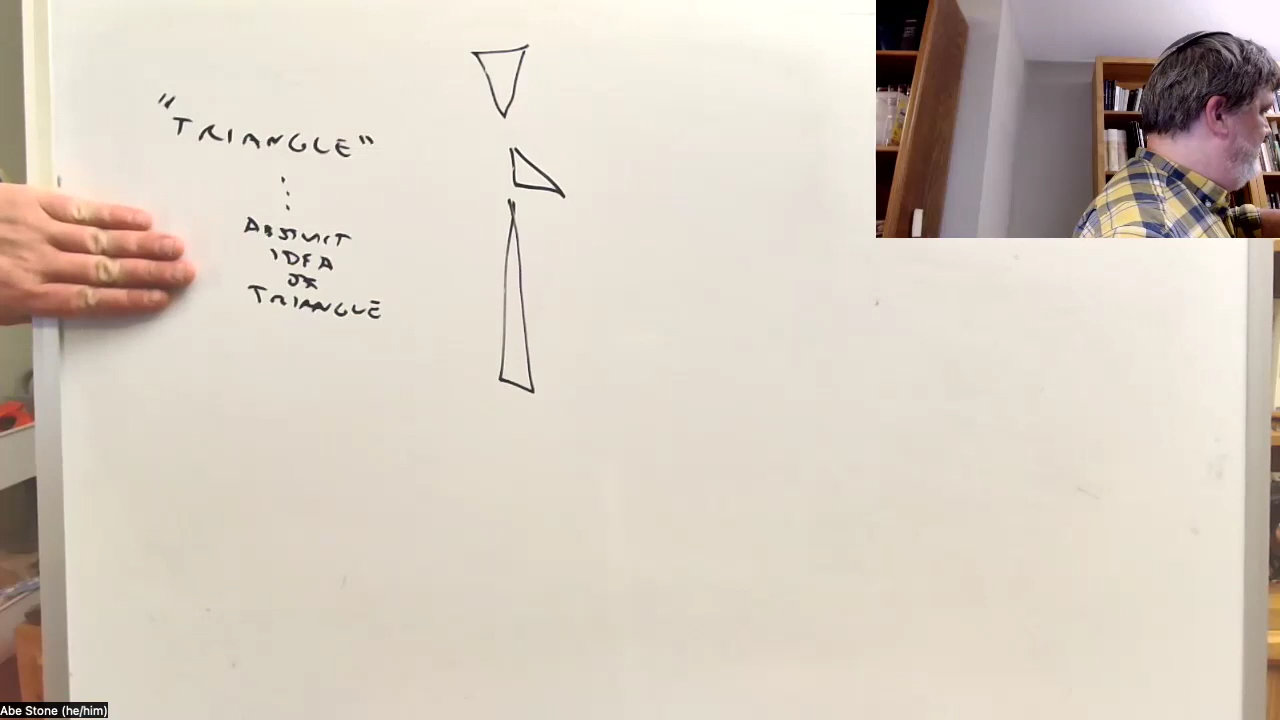 "TRIANGLE"
ABSTRACT
IDEA
OF
TRIANGLE
Abe Stone (he/him)